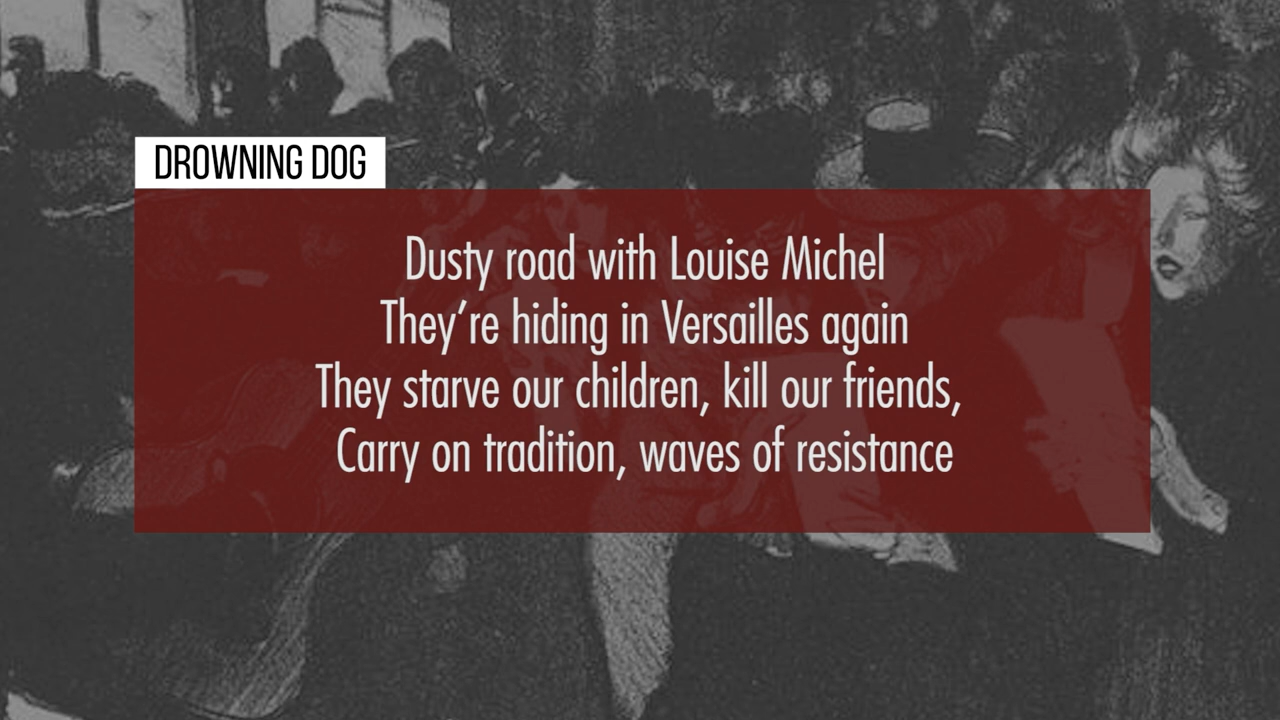 DROWNING DOG
Dusty road with Louise Michel
They're hiding in Versailles again
They starve our children, kill our friends,
Carry on tradition, waves of resistance